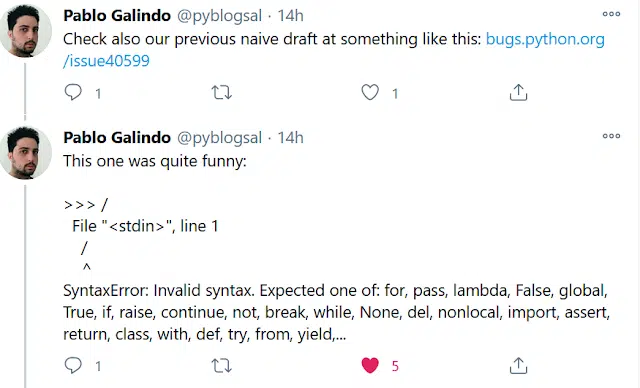 Pablo Galindo @pyblogsal · 14h
Check also our previous naive draft at something like this: bugs.python.org
/issue40599
1 1
Pablo Galindo @pyblogsal · 14h
This one was quite funny:
>>> /
File "<stdin>", line 1
/
^
SyntaxError: Invalid syntax. Expected one of: for, pass, lambda, False, global,
True, if, raise, continue, not, break, while, None, del, nonlocal, import, assert,
return, class, with, def, try, from, yield,...
1 5